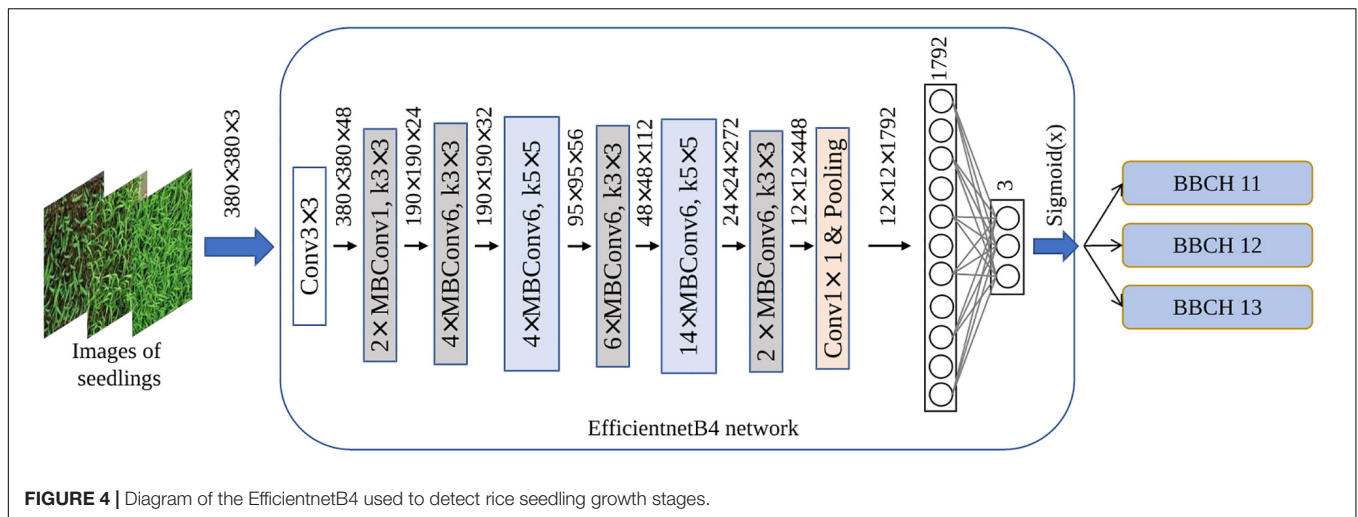 380×380×3
Images of
seedlings
Conv3×3
380×380×48
2×MBConv1, k3×3
190×190×24
4×MBConv6, k3×3
190×190×32
4×MBConv6, k5×5
95×95×56
6×MBConv6, k3×3
48×48×112
14×MBConv6, k5×5
24×24×272
2×MBConv6, k3×3
12×12×448
Conv1×1 & Pooling
12×12×1792
1792
3
Sigmoid(x)
BBCH 11
BBCH 12
BBCH 13
EfficientnetB4 network
FIGURE 4 | Diagram of the EfficientnetB4 used to detect rice seedling growth stages.